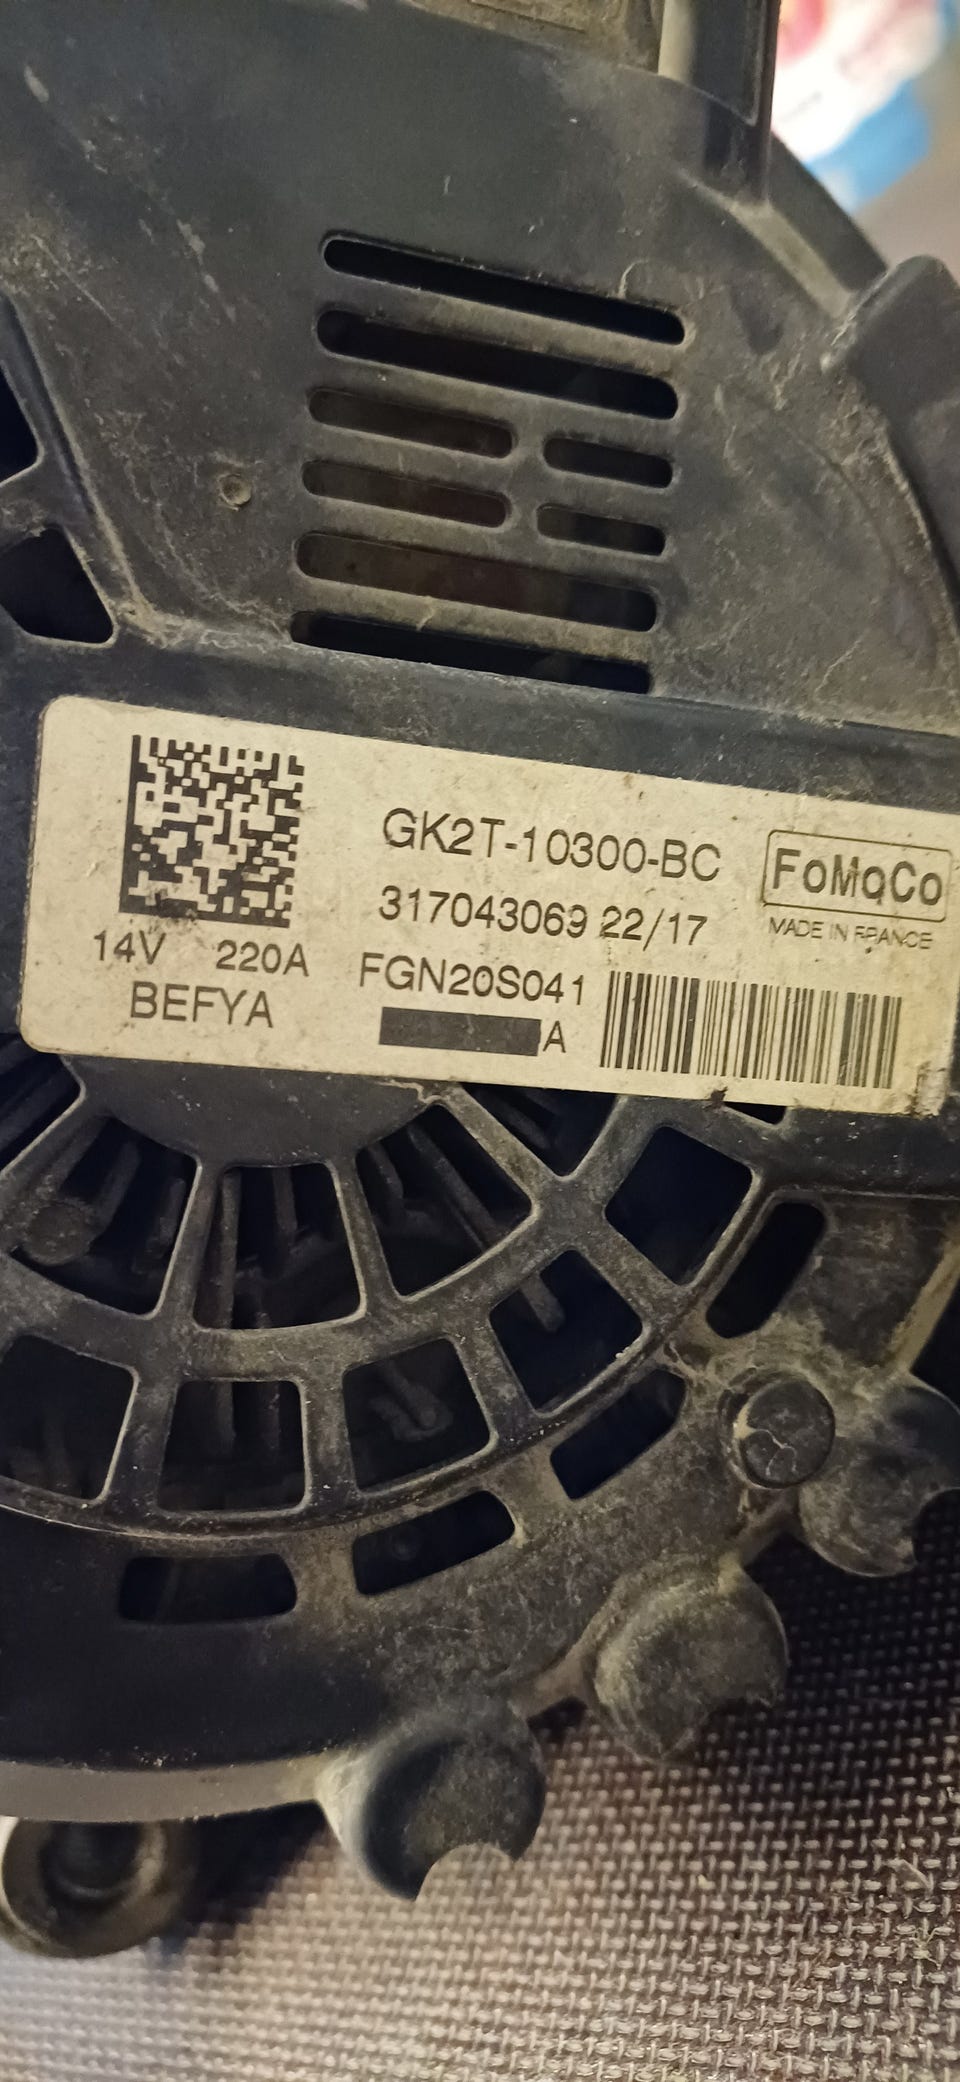 GK2T-10300-BC
FoMoCo
317043069 22/17
MADE IN FRANCE
14V 220A
FGN20S041
BEFYA
A